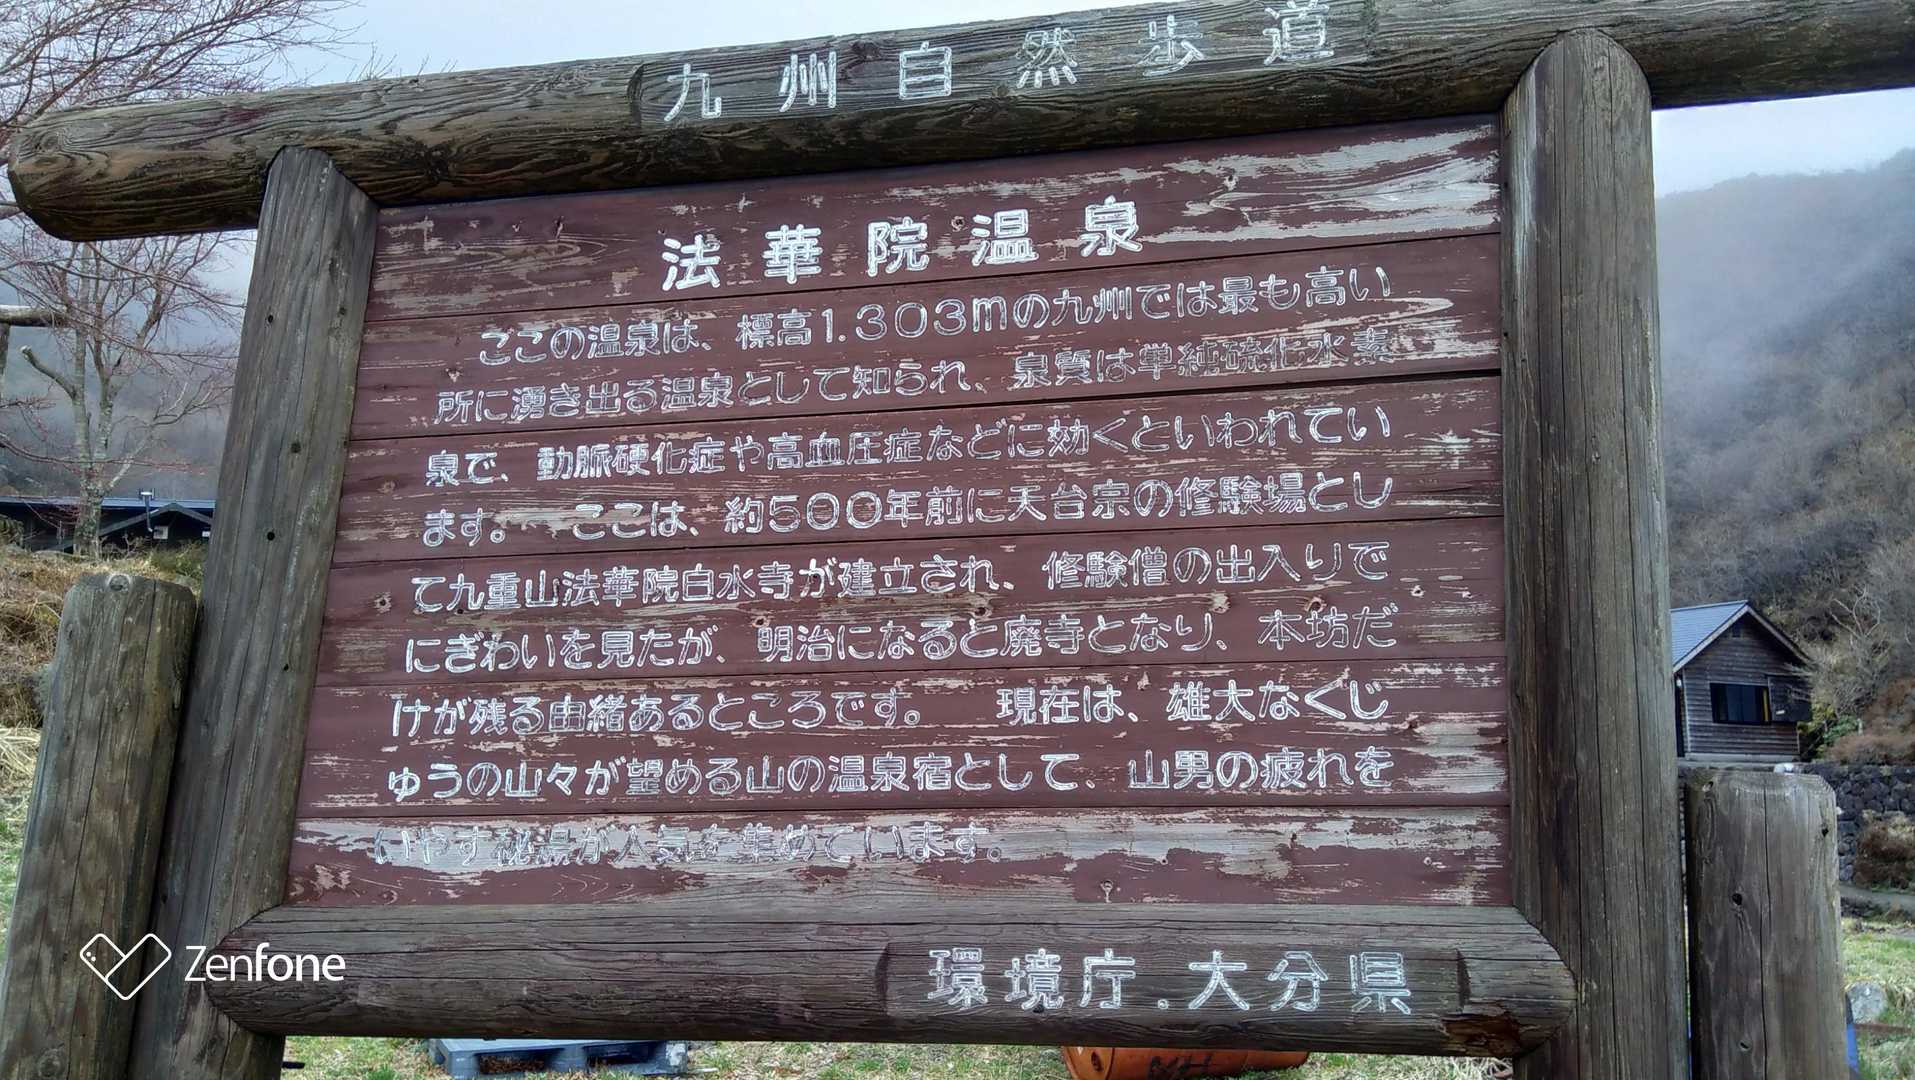 九州自然歩道
法華院温泉
ここの温泉は、標高1.303mの九州では最も高い
所に湧き出る温泉として知られ、泉質は単純硫化水素
泉で、動脈硬化症や高血圧症などに効くといわれてい
ます。 ここは、約500年前に天台宗の修験場とし
て九重山法華院白水寺が建立され、修験僧の出入りで
にぎわいを見たが、明治になると廃寺となり、本坊だ
けが残る由緒あるところです。 現在は、雄大なくじ
ゅうの山々が望める山の温泉宿として、山男の疲れを
いやす秘湯が人気を集めています。
環境庁.大分県
Zenfone